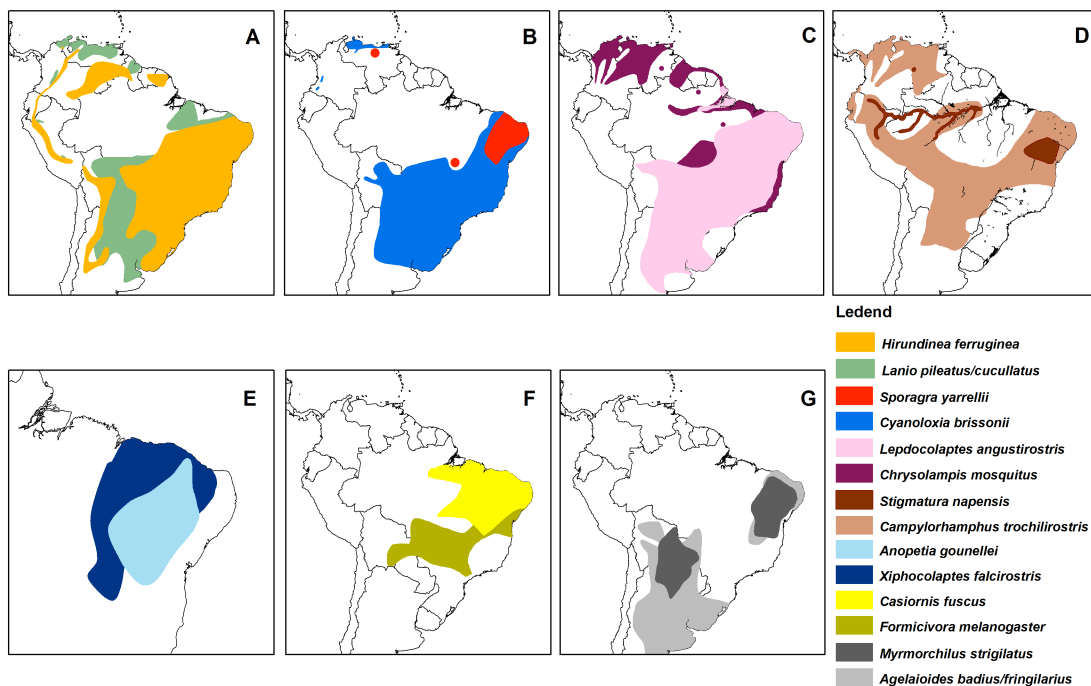 A
B
C
D
Ledend
Hirundinea ferruginea
Lanio pileatus/cucullatus
Sporagra yarrellii
Cyanoloxia brissonii
Lepdocolaptes angustirostris
Chrysolampis mosquitus
Stigmatura napensis
Campylorhamphus trochilirostris
Anopetia gounellei
Xiphocolaptes falcirostris
Casiornis fuscus
Formicivora melanogaster
Myrmorchilus strigilatus
Agelaioides badius/fringilarius
E
F
G